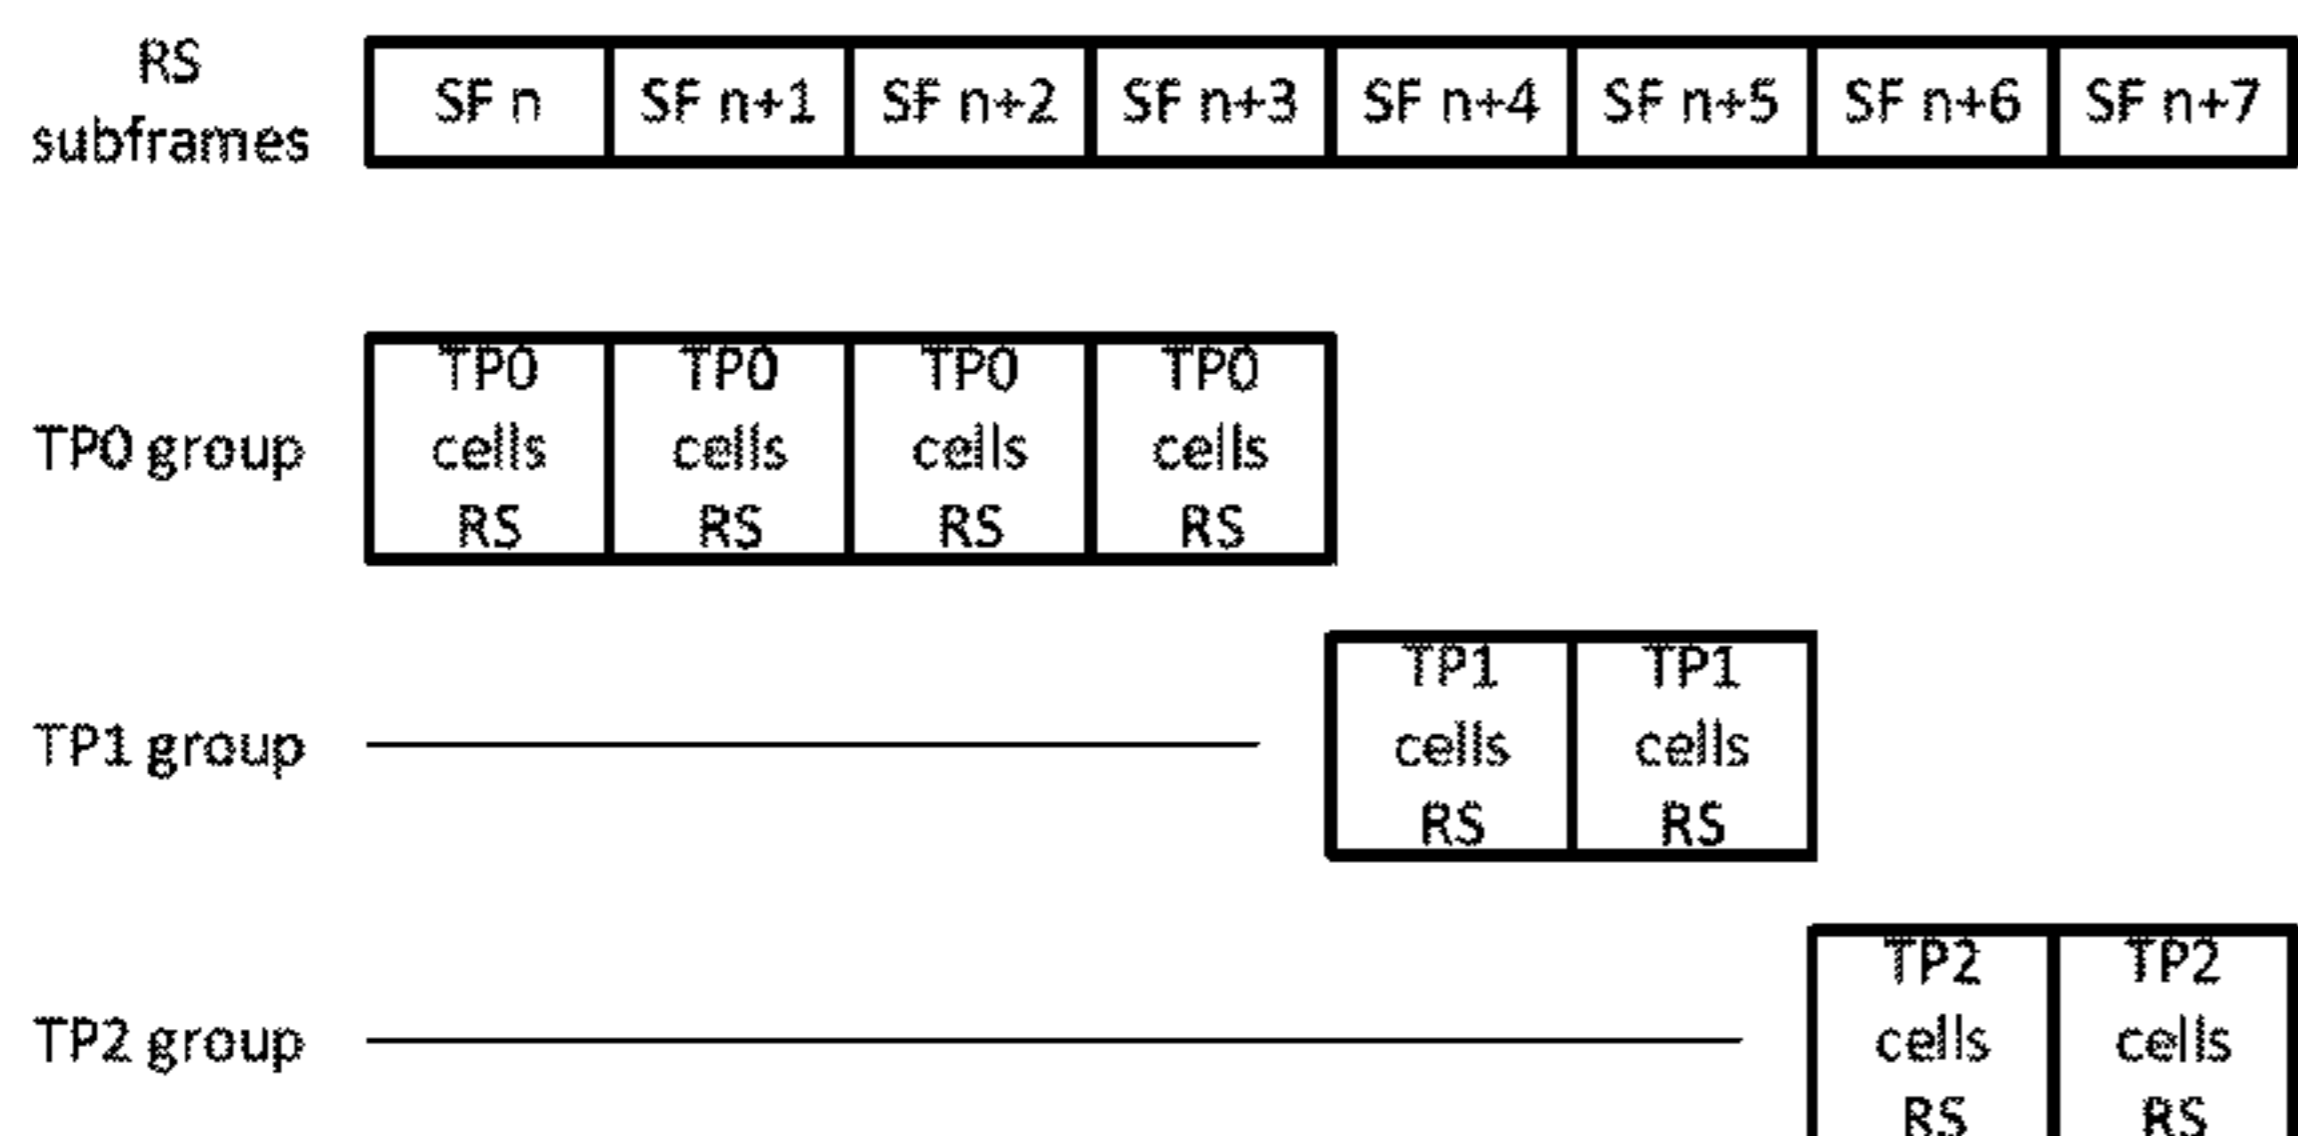 RS
subframes
SF n SF n+1 SF n+2 SF n+3 SF n+4 SF n+5 SF n+6 SF n+7
TP0 group
TP0 TP0 TP0 TP0
cells cells cells cells
RS RS RS RS
TP1 group
TP1 TP1
cells cells
RS RS
TP2 group
TP2 TP2
cells cells
RS RS